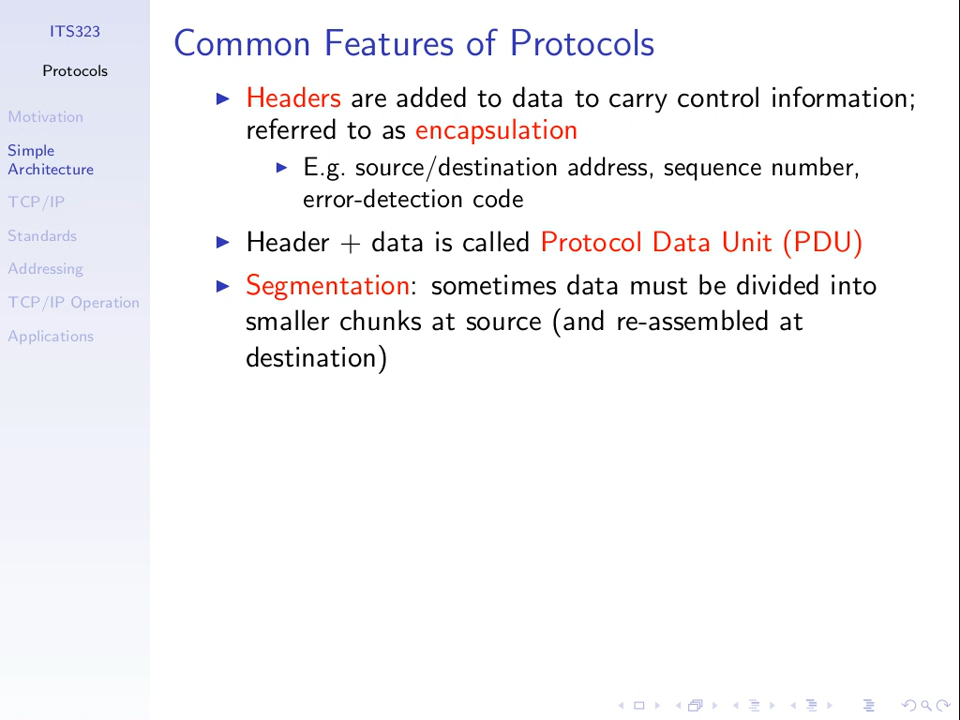 ITS323
Protocols
Motivation
Simple
Architecture
TCP/IP
Standards
Addressing
TCP/IP Operation
Applications
Common Features of Protocols
Headers are added to data to carry control information;
referred to as encapsulation
E.g. source/destination address, sequence number,
error-detection code
Header + data is called Protocol Data Unit (PDU)
Segmentation: sometimes data must be divided into
smaller chunks at source (and re-assembled at
destination)